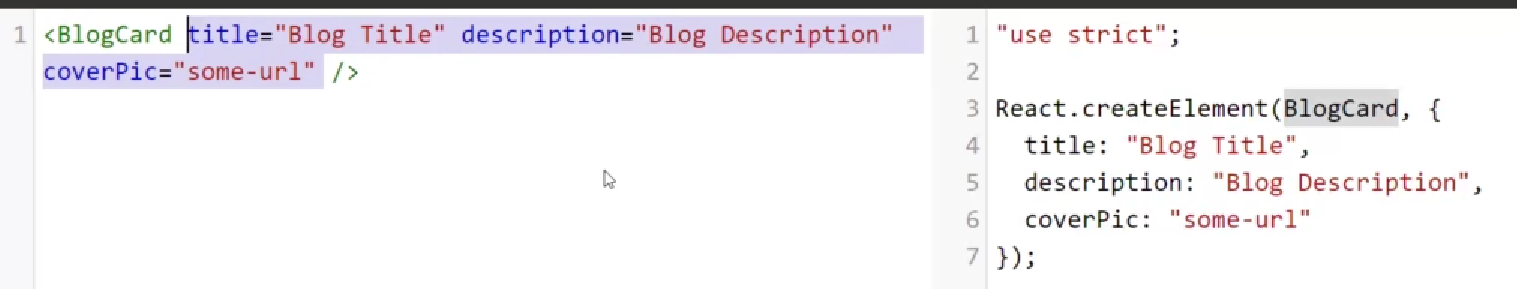 1 <BlogCard title="Blog Title" description="Blog Description"
coverPic="some-url" />
1 "use strict";
2
3 React.createElement(BlogCard, {
4   title: "Blog Title",
5   description: "Blog Description",
6   coverPic: "some-url"
7 });